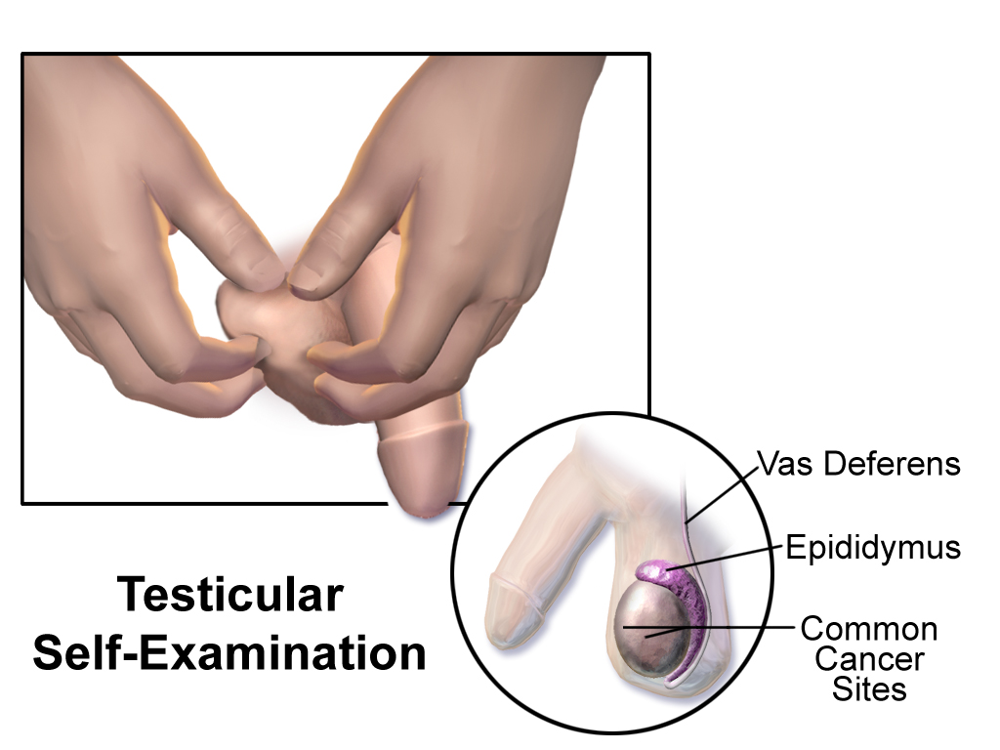 Testicular
Self-Examination
Vas Deferens
Epididymus
Common
Cancer
Sites